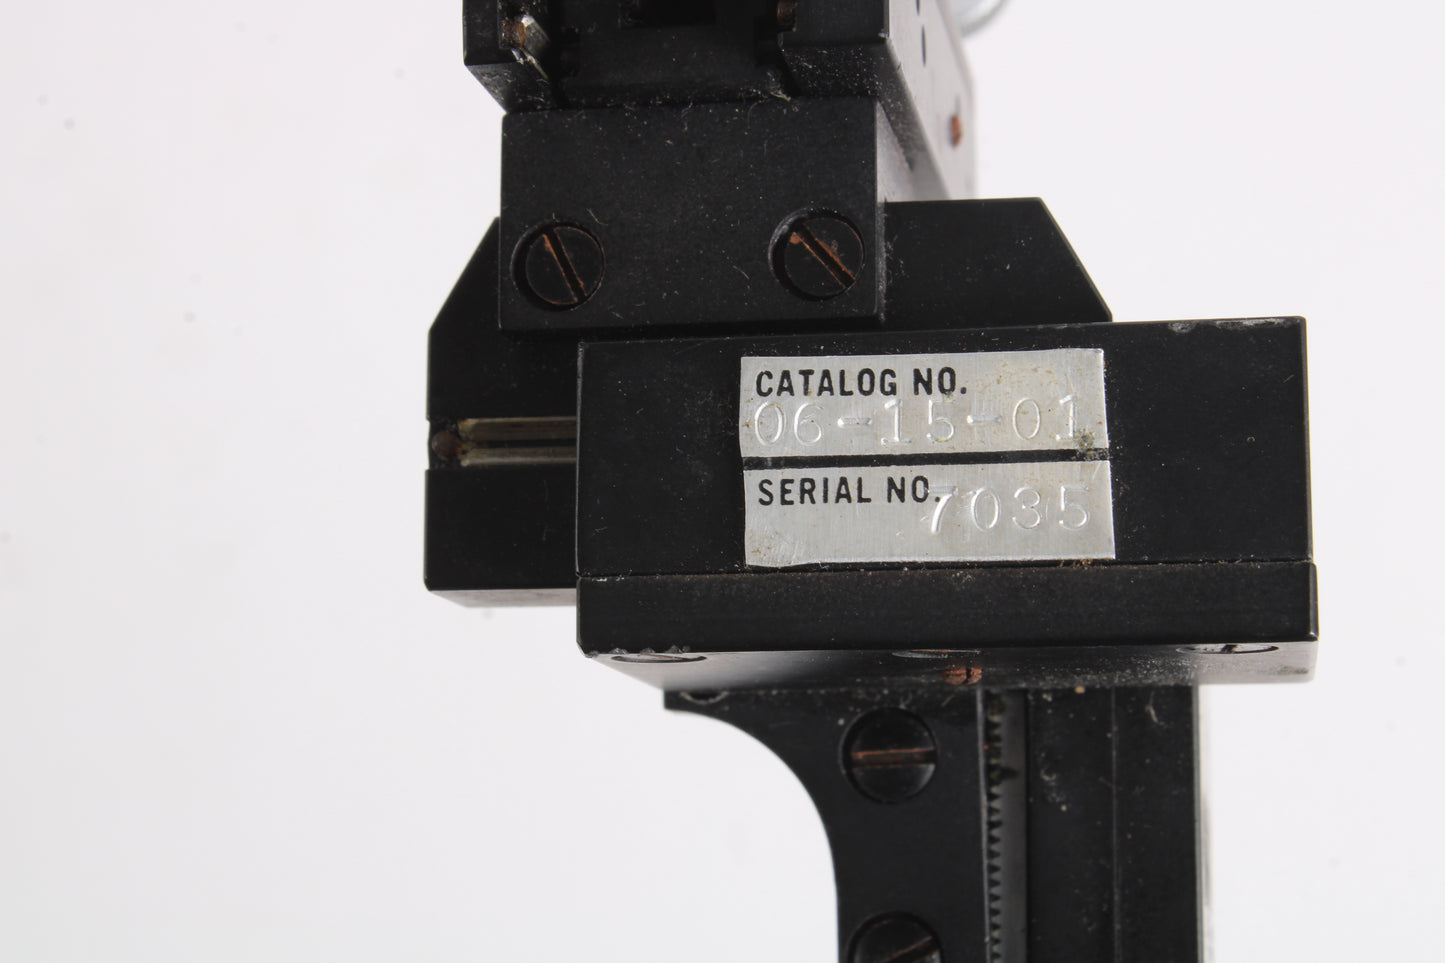 CATALOG NO.
06-15-01
SERIAL NO. 7035